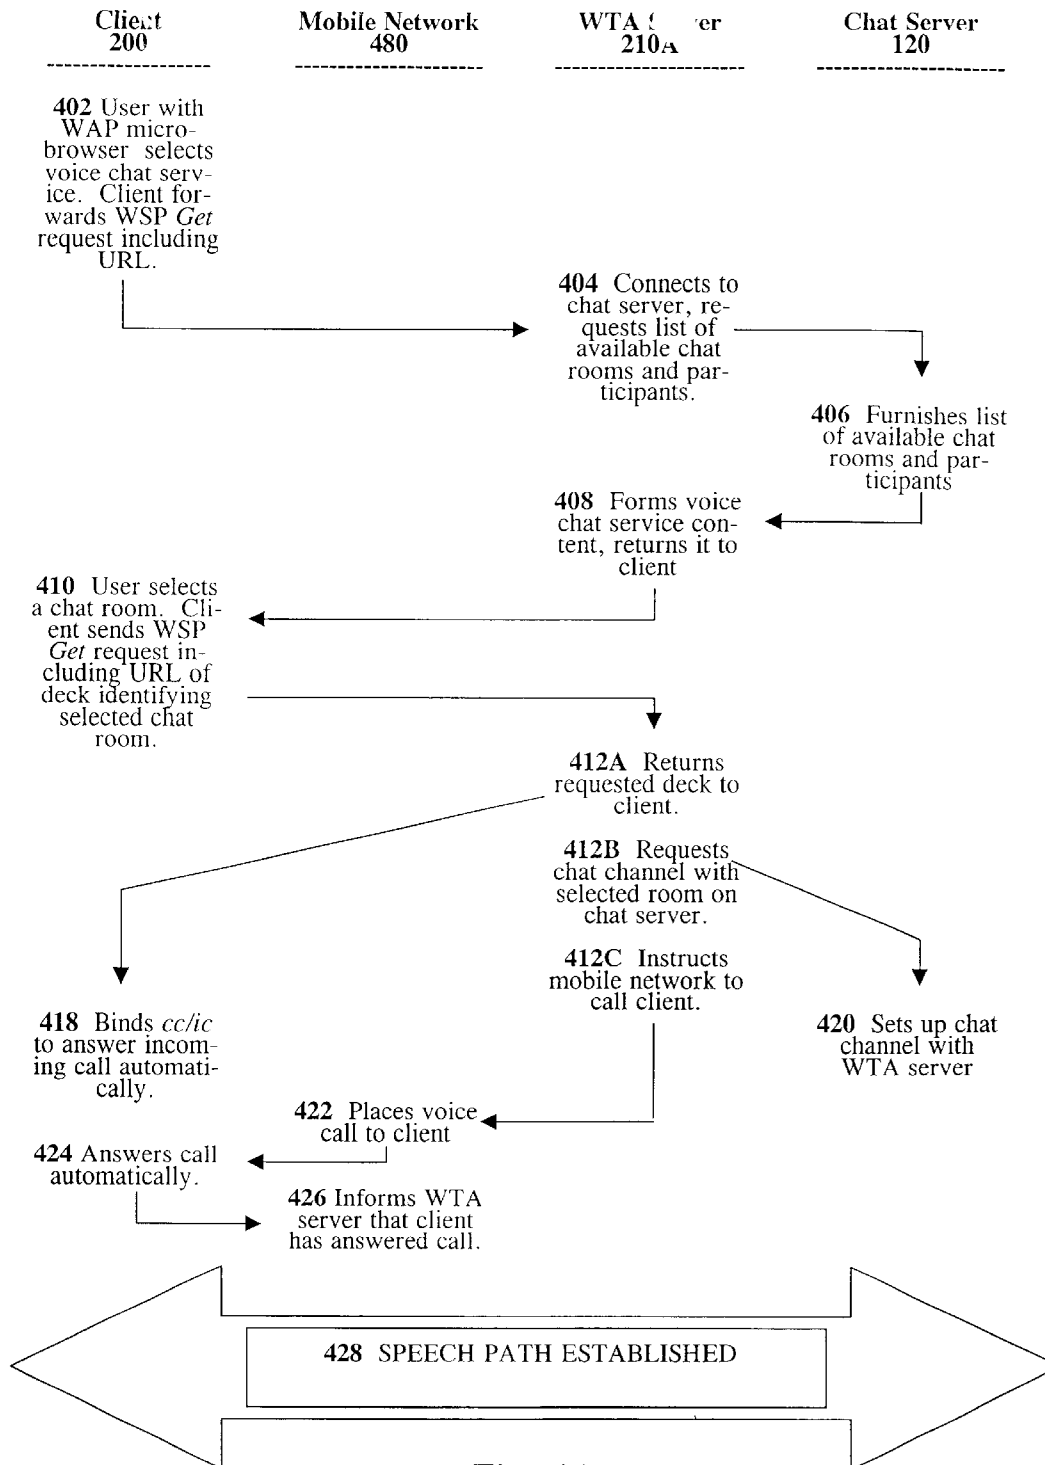 Client
200
Mobile Network
480
WTA
210A
Chat Server
120
402 User with
WAP micro-
browser selects
voice chat serv-
ice. Client for-
wards WSP Get
request including
URL.
404 Connects to
chat server, re-
quests list of
available chat
rooms and par-
ticipants.
406 Furnishes list
of available chat
rooms and par-
ticipants
408 Forms voice
chat service con-
tent, returns it to
client
410 User selects
a chat room. Cli-
ent sends WSP
Get request in-
cluding URL of
deck identifying
selected chat
room.
412A Returns
requested deck to
client.
412B Requests
chat channel with
selected room on
chat server.
412C Instructs
mobile network to
call client.
418 Binds cc/ic
to answer incom-
ing call automati-
cally.
420 Sets up chat
channel with
WTA server
422 Places voice
call to client
424 Answers call
automatically.
426 Informs WTA
server that client
has answered call.
428 SPEECH PATH ESTABLISHED